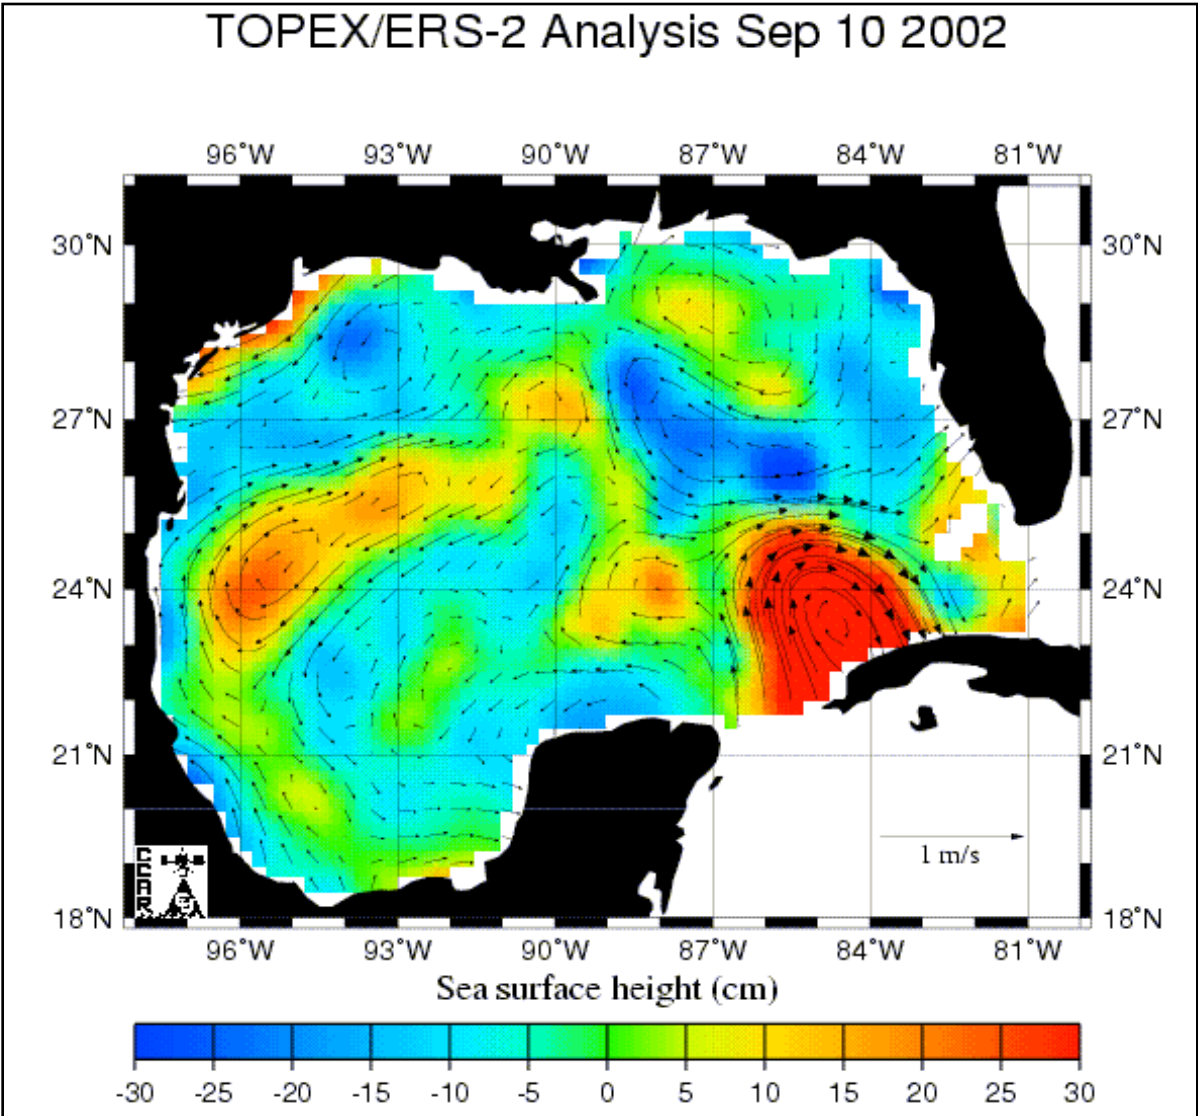 TOPEX/ERS-2 Analysis Sep 10 2002
96˚W 93˚W 90˚W 87˚W 84˚W 81˚W
30˚N 30˚N
27˚N 27˚N
24˚N 24˚N
21˚N 21˚N
1 m/s
CCAR
18˚N 18˚N
96˚W 93˚W 90˚W 87˚W 84˚W 81˚W
Sea surface height (cm)
-30 -25 -20 -15 -10 -5 0 5 10 15 20 25 30